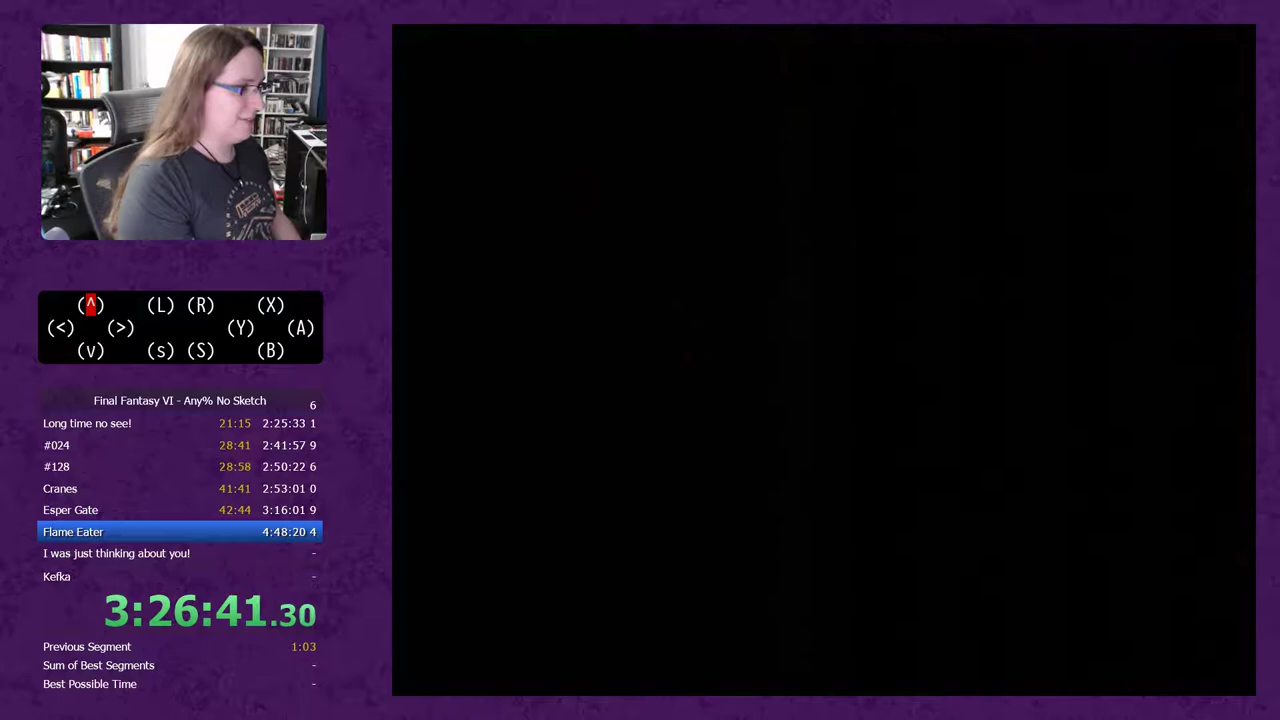 (^) (L) (R) (X)
(<) (>) (Y) (A)
(v) (s) (S) (B)
Final Fantasy VI - Any% No Sketch 6
Long time no see! 21:15 2:25:33 1
#024 28:41 2:41:57 9
#128 28:58 2:50:22 6
Cranes 41:41 2:53:01 0
Esper Gate 42:44 3:16:01 9
Flame Eater 4:48:20 4
I was just thinking about you! -
Kefka -
3:26:41.30
Previous Segment 1:03
Sum of Best Segments -
Best Possible Time -